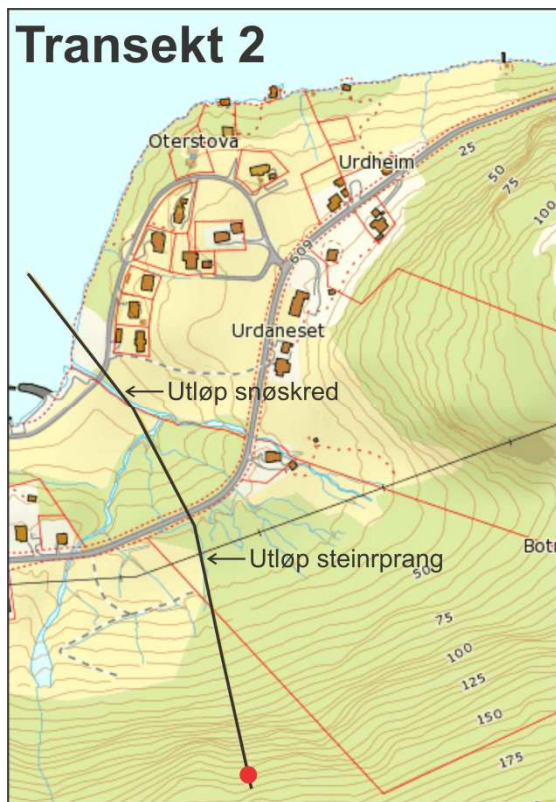 Transekt 2
Oterstova
Urdheim
25
50
75
100
609
Urdaneset
Utløp snøskred
Utløp steinrprang
Botn
50
75
100
125
150
175